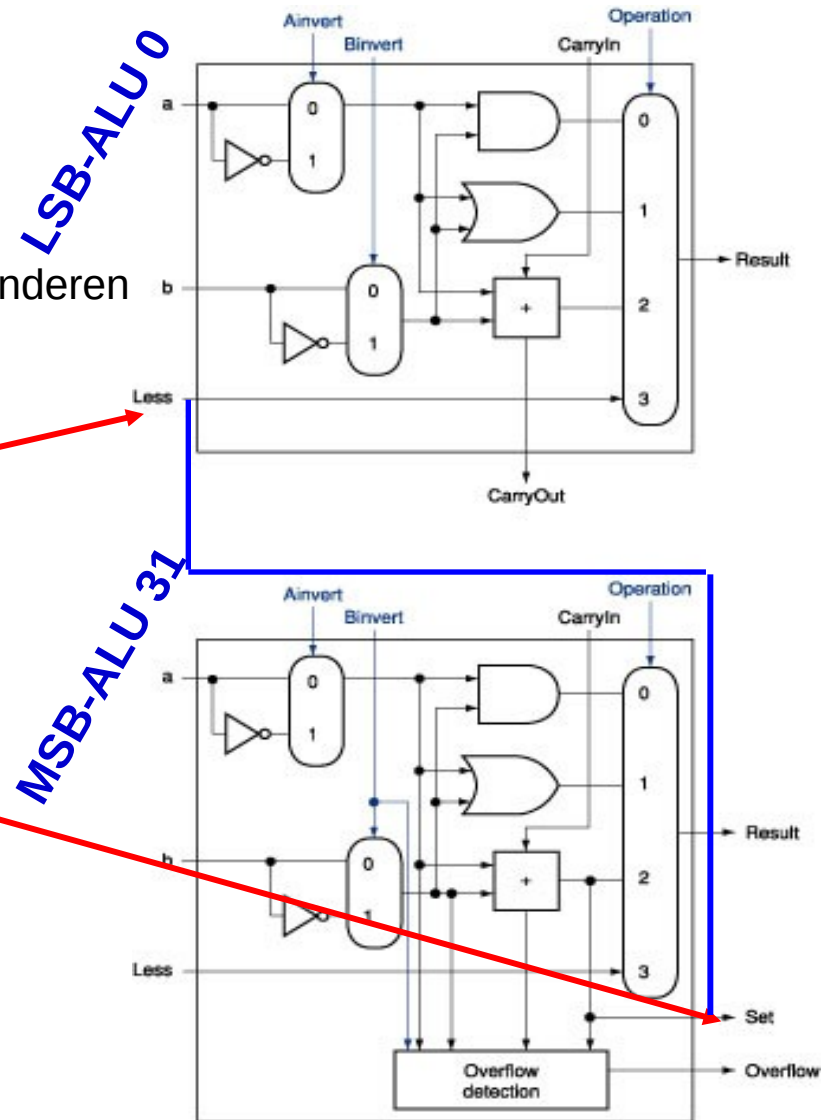 Ainvert
Binvert
CarryIn
Operation
LSB-ALU 0
a
0
1
0
1
nderen
b
0
1
+
2
Result
Less
3
CarryOut
MSB-ALU 31
Ainvert
Binvert
CarryIn
Operation
a
0
1
0
1
b
0
1
+
2
Result
Less
3
Set
Overflow
detection
Overflow